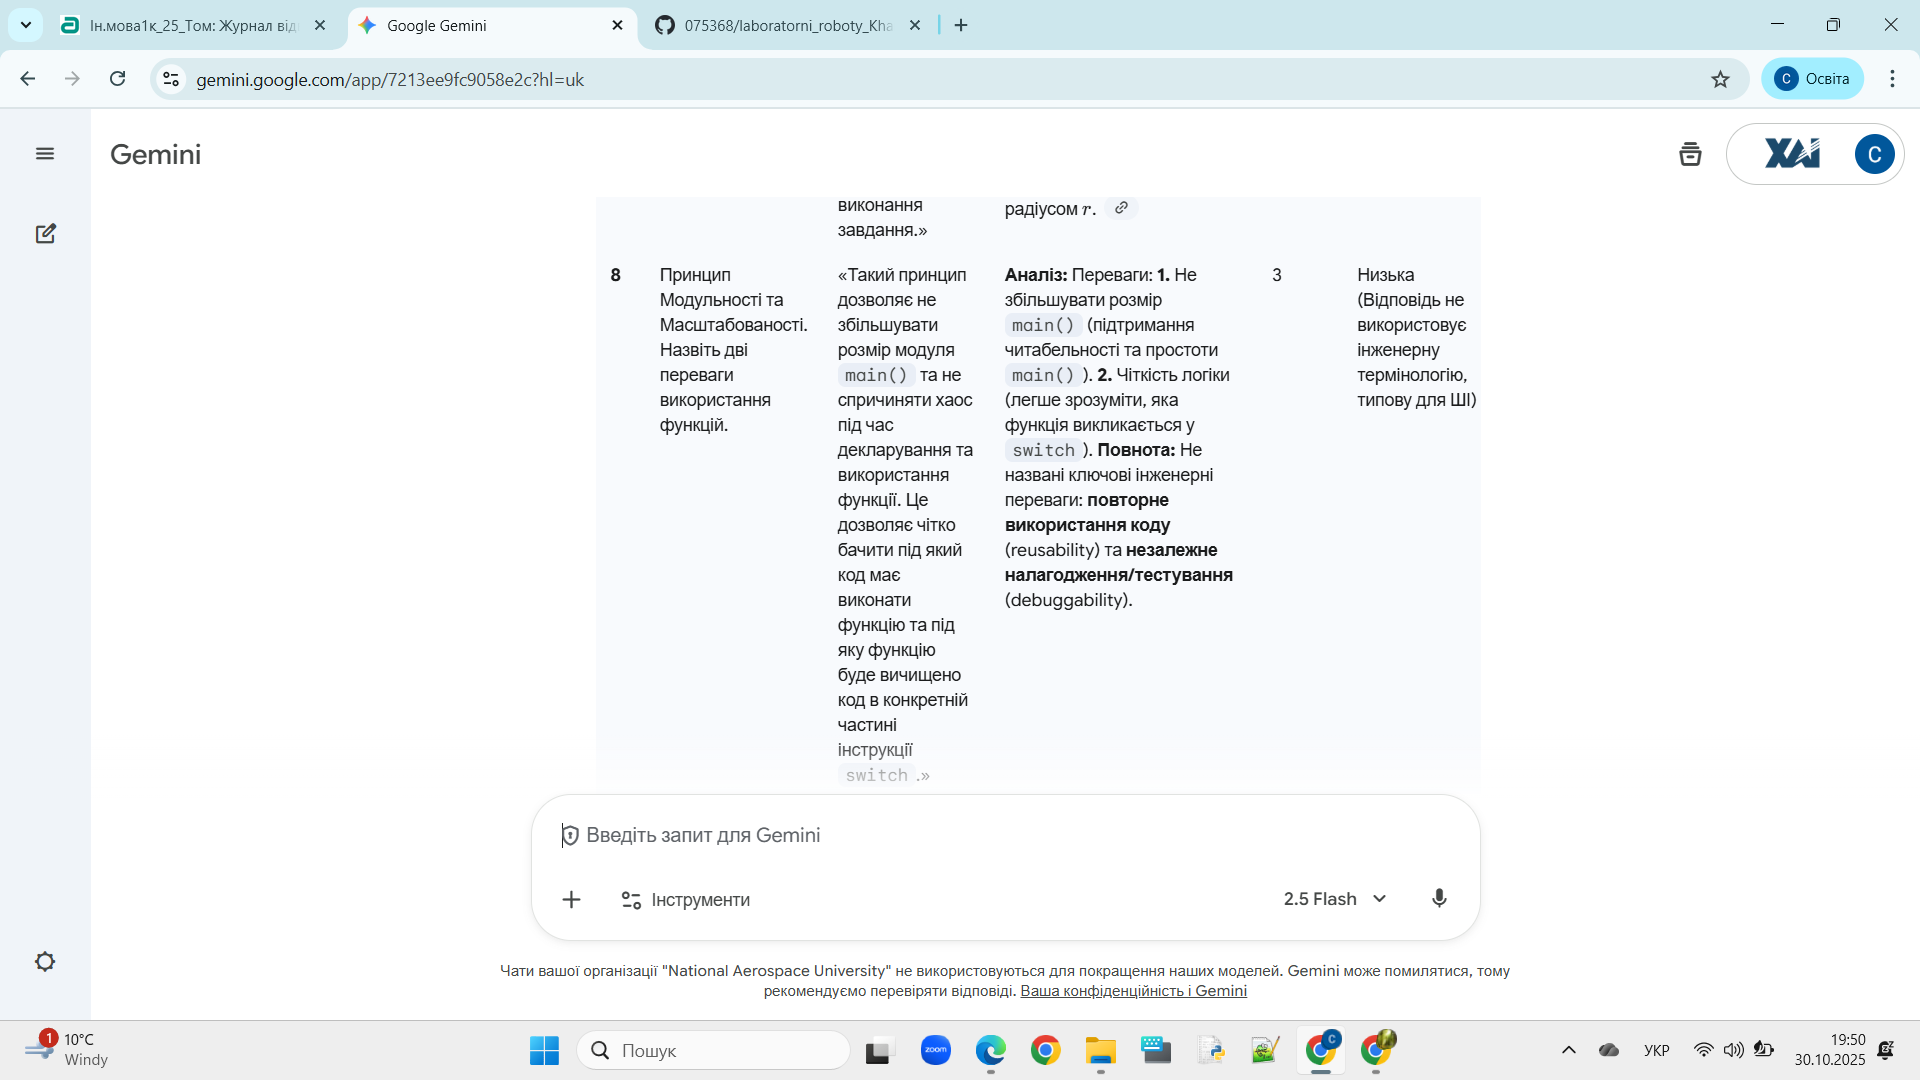 Ін.мова1к_25_Том: Журнал від
Google Gemini
075368/laboratorni_roboty_Kha
gemini.google.com/app/7213ee9fc9058e2c?hl=uk
С Освіта
Gemini
XAI
C
виконання
завдання.»
радіусом r.
8
Принцип
Модульності та
Масштабованості.
Назвіть дві
переваги
використання
функцій.
«Такий принцип
дозволяє не
збільшувати
розмір модуля
main() та не
спричиняти хаос
під час
декларування та
використання
функції. Це
дозволяє чітко
бачити під який
код має
виконати
функцію та під
яку функцію
буде вичищено
код в конкретній
частині
інструкції
switch.»
Аналіз: Переваги: 1. Не
збільшувати розмір
main() (підтримання
читабельності та простоти
main()). 2. Чіткість логіки
(легше зрозуміти, яка
функція викликається у
switch). Повнота: Не
названі ключові інженерні
переваги: повторне
використання коду
(reusability) та незалежне
налагодження/тестування
(debuggability).
3
Низька
(Відповідь не
використовує
інженерну
термінологію,
типову для ШІ)
Введіть запит для Gemini
Інструменти
2.5 Flash
Чати вашої організації "National Aerospace University" не використовуються для покращення наших моделей. Gemini може помилятися, тому
рекомендуємо перевіряти відповіді. Ваша конфіденційність і Gemini
1
10°C
Windy
Пошук
zoom
C
УКР
19:50
30.10.2025